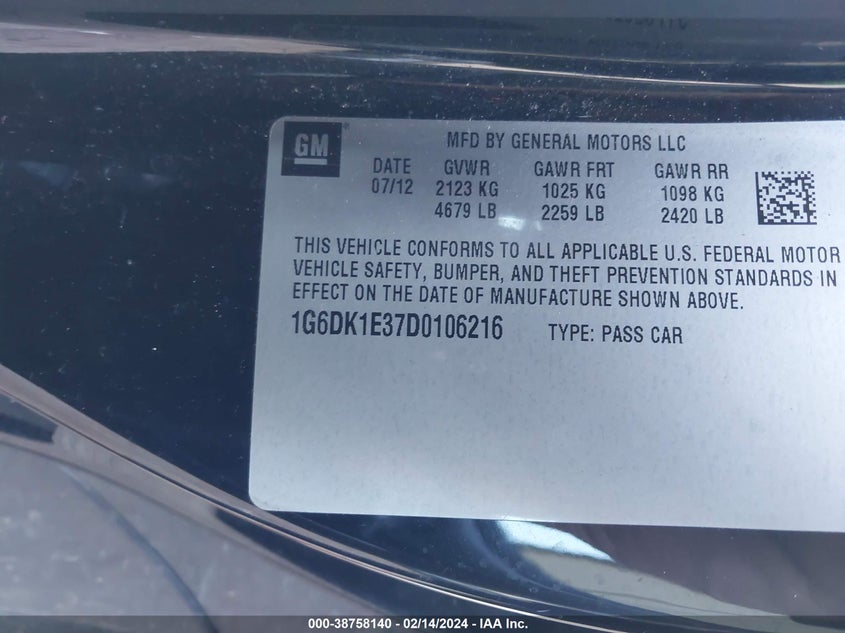 GM
MFD BY GENERAL MOTORS LLC
DATE GVWR GAWR FRT GAWR RR
07/12 2123 KG 1025 KG 1098 KG
4679 LB 2259 LB 2420 LB
THIS VEHICLE CONFORMS TO ALL APPLICABLE U.S. FEDERAL MOTOR
VEHICLE SAFETY, BUMPER, AND THEFT PREVENTION STANDARDS IN
EFFECT ON THE DATE OF MANUFACTURE SHOWN ABOVE.
1G6DK1E37D0106216 TYPE: PASS CAR
000-38758140 - 02/14/2024 - IAA Inc.